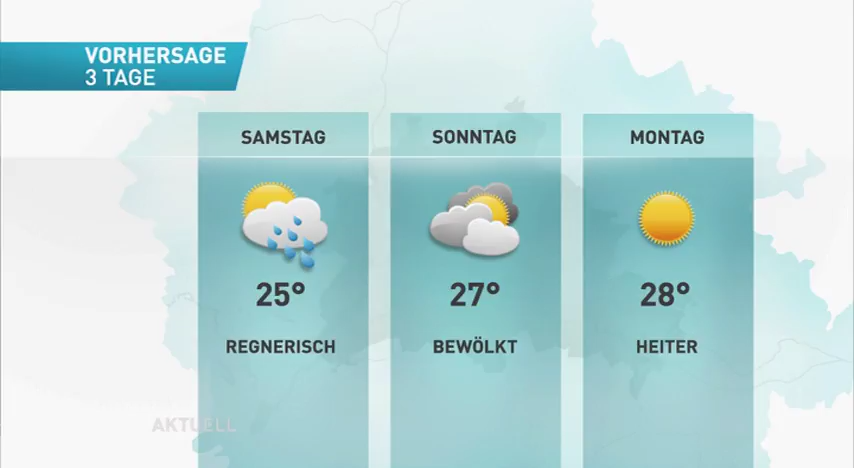 VORHERSAGE
3 TAGE
SAMSTAG
SONNTAG
MONTAG
25°
27°
28°
REGNERISCH
BEWÖLKT
HEITER
AKTUELL